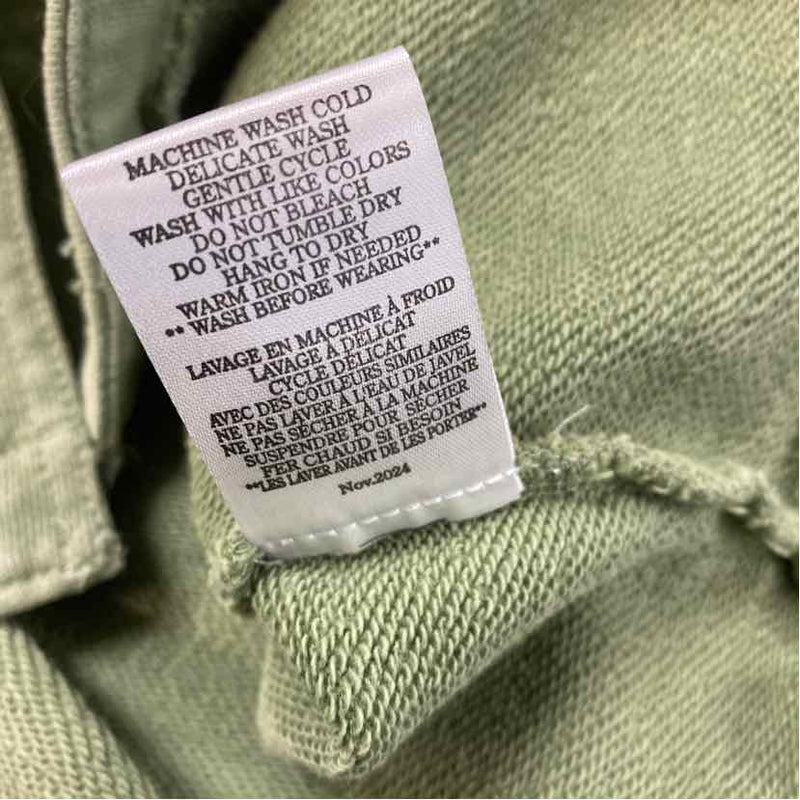 MACHINE WASH COLD
DELICATE WASH
GENTLE CYCLE
WASH WITH LIKE COLORS
DO NOT BLEACH
DO NOT TUMBLE DRY
HANG TO DRY
WARM IRON IF NEEDED
** WASH BEFORE WEARING**
LAVAGE EN MACHINE À FROID
LAVAGE À DELICAT
CYCLE DÉLICAT
AVEC DES COULEURS SIMILAIRES
NE PAS LAVER À L'EAU DE JAVEL
NE PAS SÈCHER À LA MACHINE
SUSPENDRE POUR SÈCHER
FER CHAUD SI BESOIN
**LES LAVER AVANT DE LES PORTER**
Nov.2024